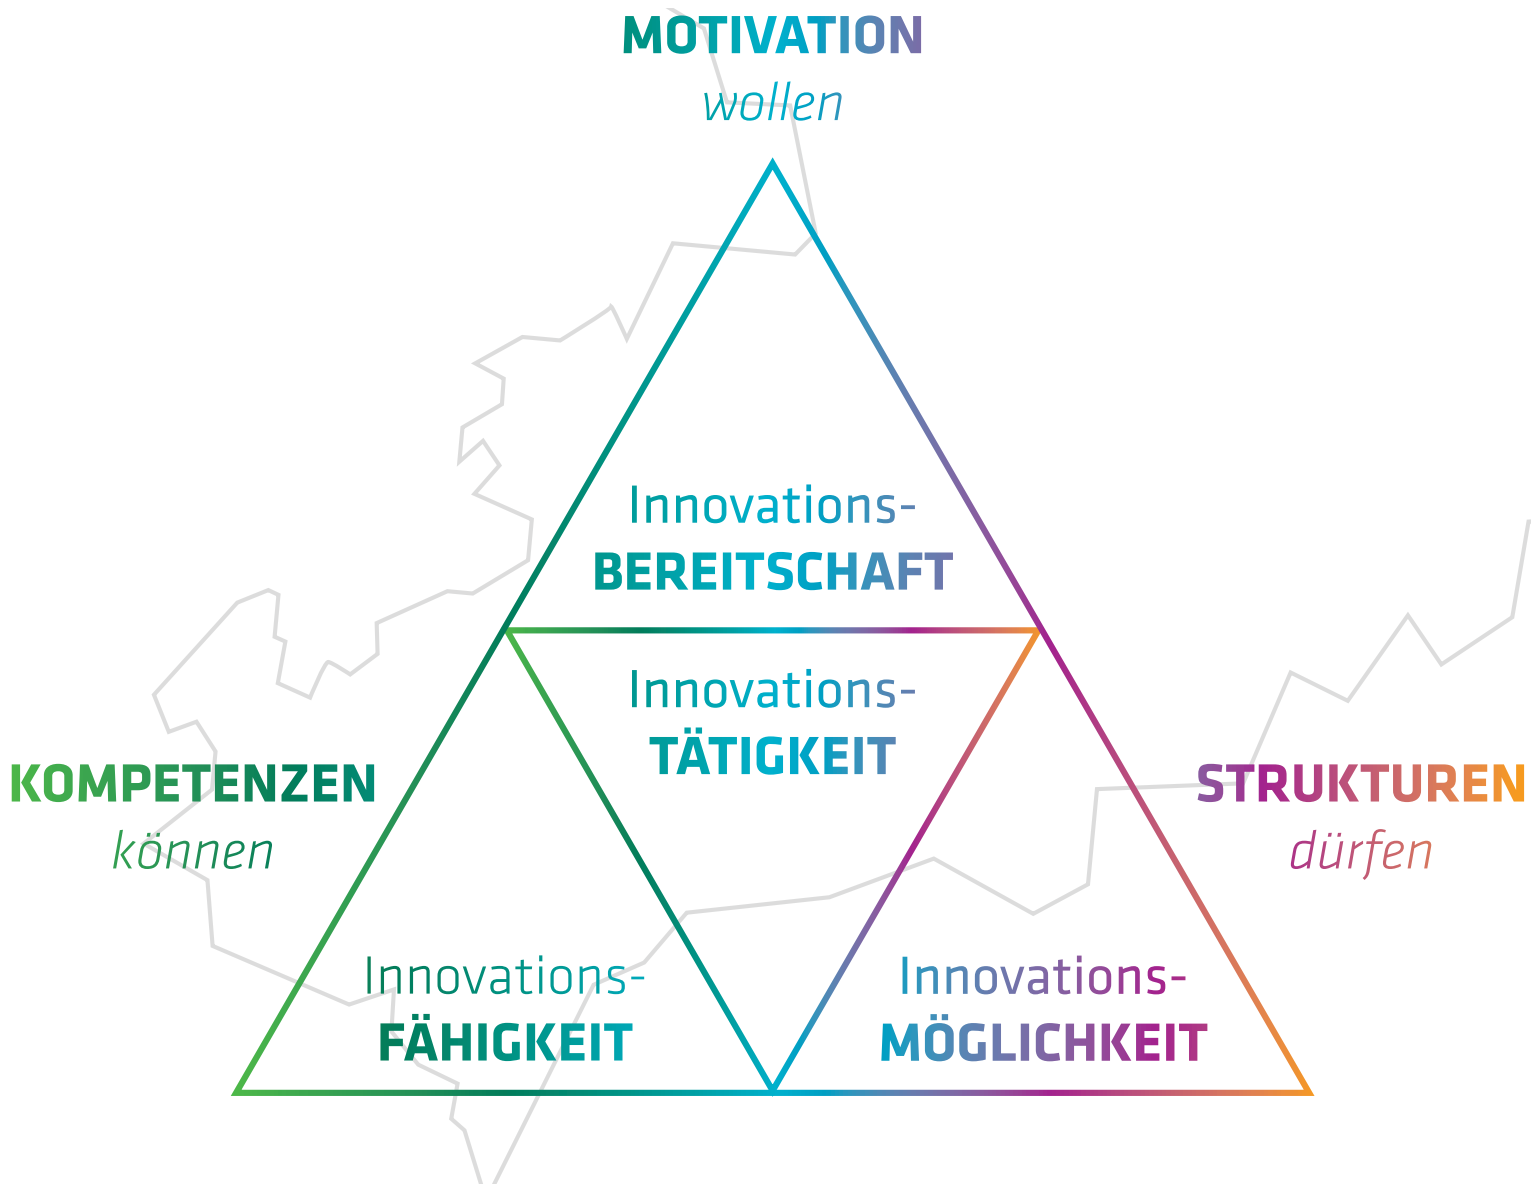 MOTIVATION
wollen
Innovations-
BEREITSCHAFT
Innovations-
TÄTIGKEIT
KOMPETENZEN
können
STRUKTUREN
dürfen
Innovations-
FÄHIGKEIT
Innovations-
MÖGLICHKEIT